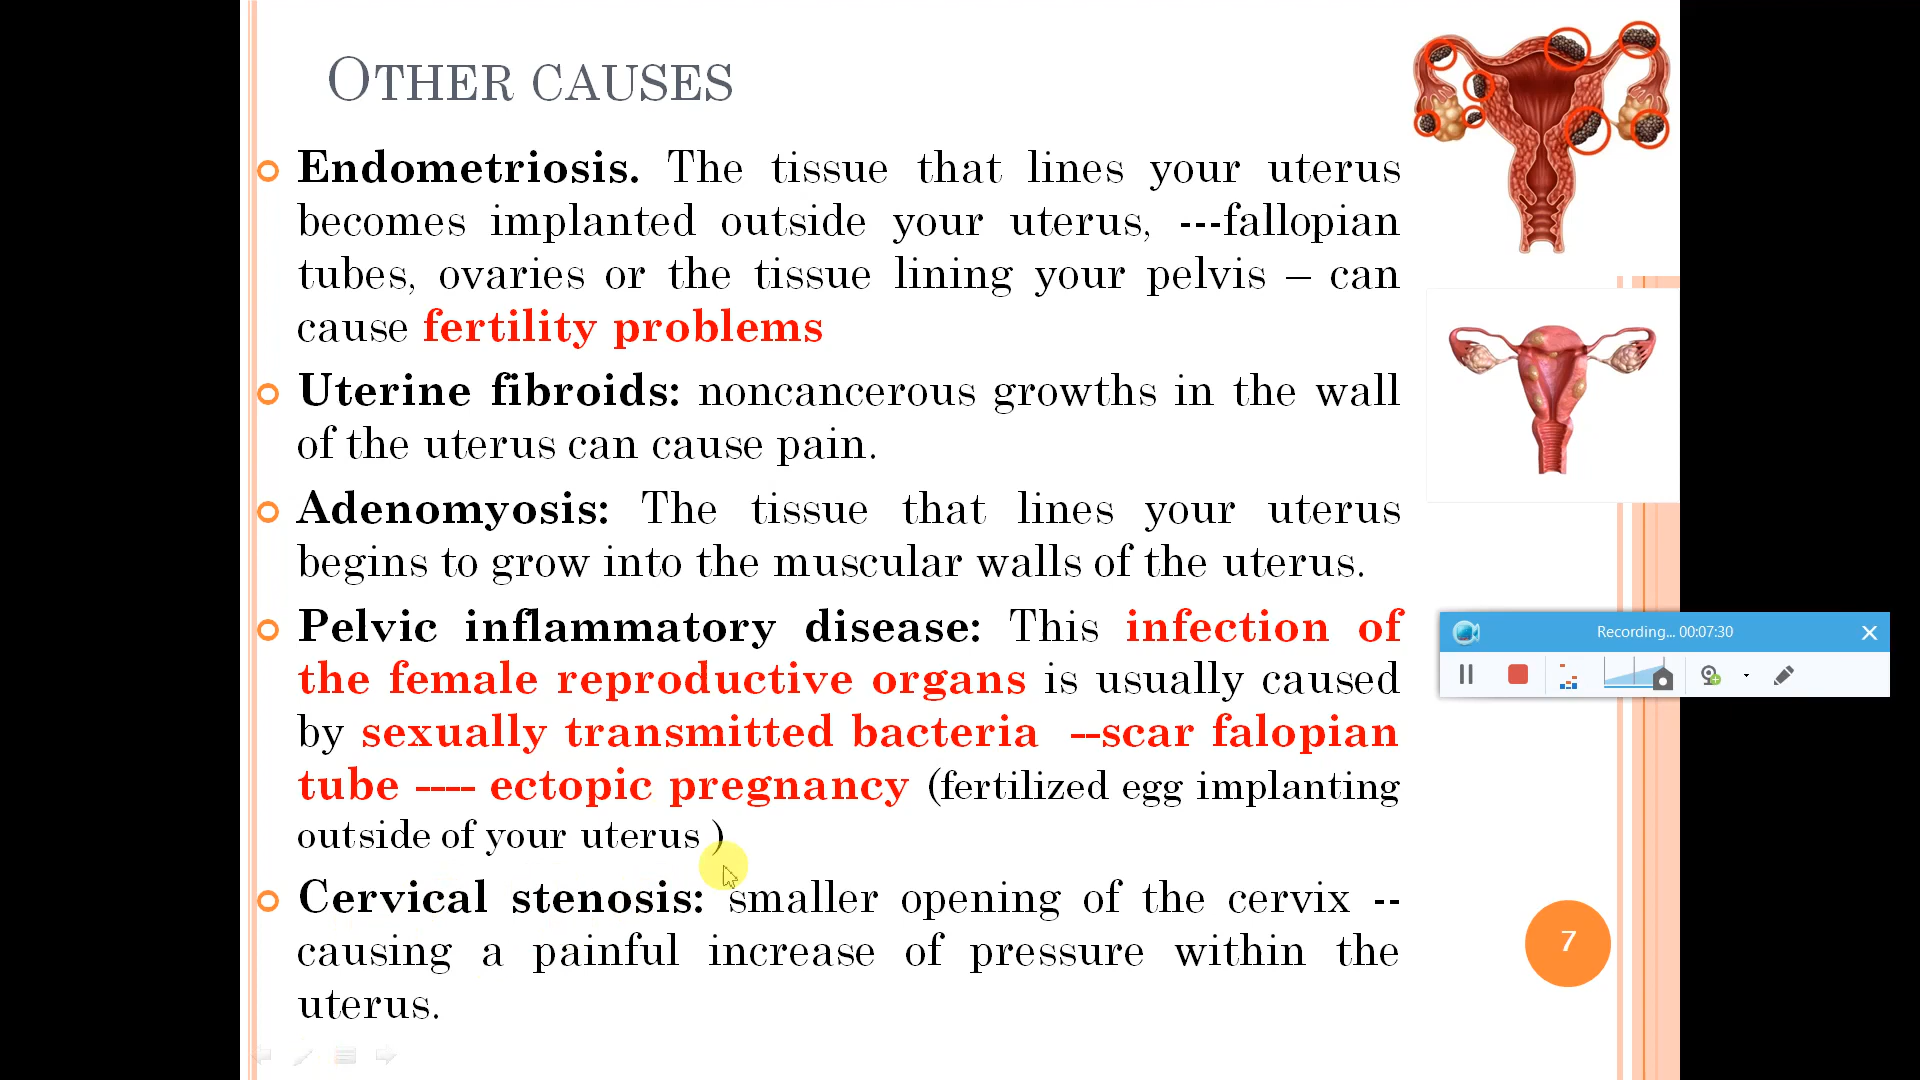 OTHER CAUSES
Endometriosis. The tissue that lines your uterus
becomes implanted outside your uterus, ---fallopian
tubes, ovaries or the tissue lining your pelvis – can
cause fertility problems
Uterine fibroids: noncancerous growths in the wall
of the uterus can cause pain.
Adenomyosis: The tissue that lines your uterus
begins to grow into the muscular walls of the uterus.
Pelvic inflammatory disease: This infection of
the female reproductive organs is usually caused
by sexually transmitted bacteria --scar falopian
tube ---- ectopic pregnancy (fertilized egg implanting
outside of your uterus )
Cervical stenosis: smaller opening of the cervix --
causing a painful increase of pressure within the
uterus.
Recording... 00:07:30
7